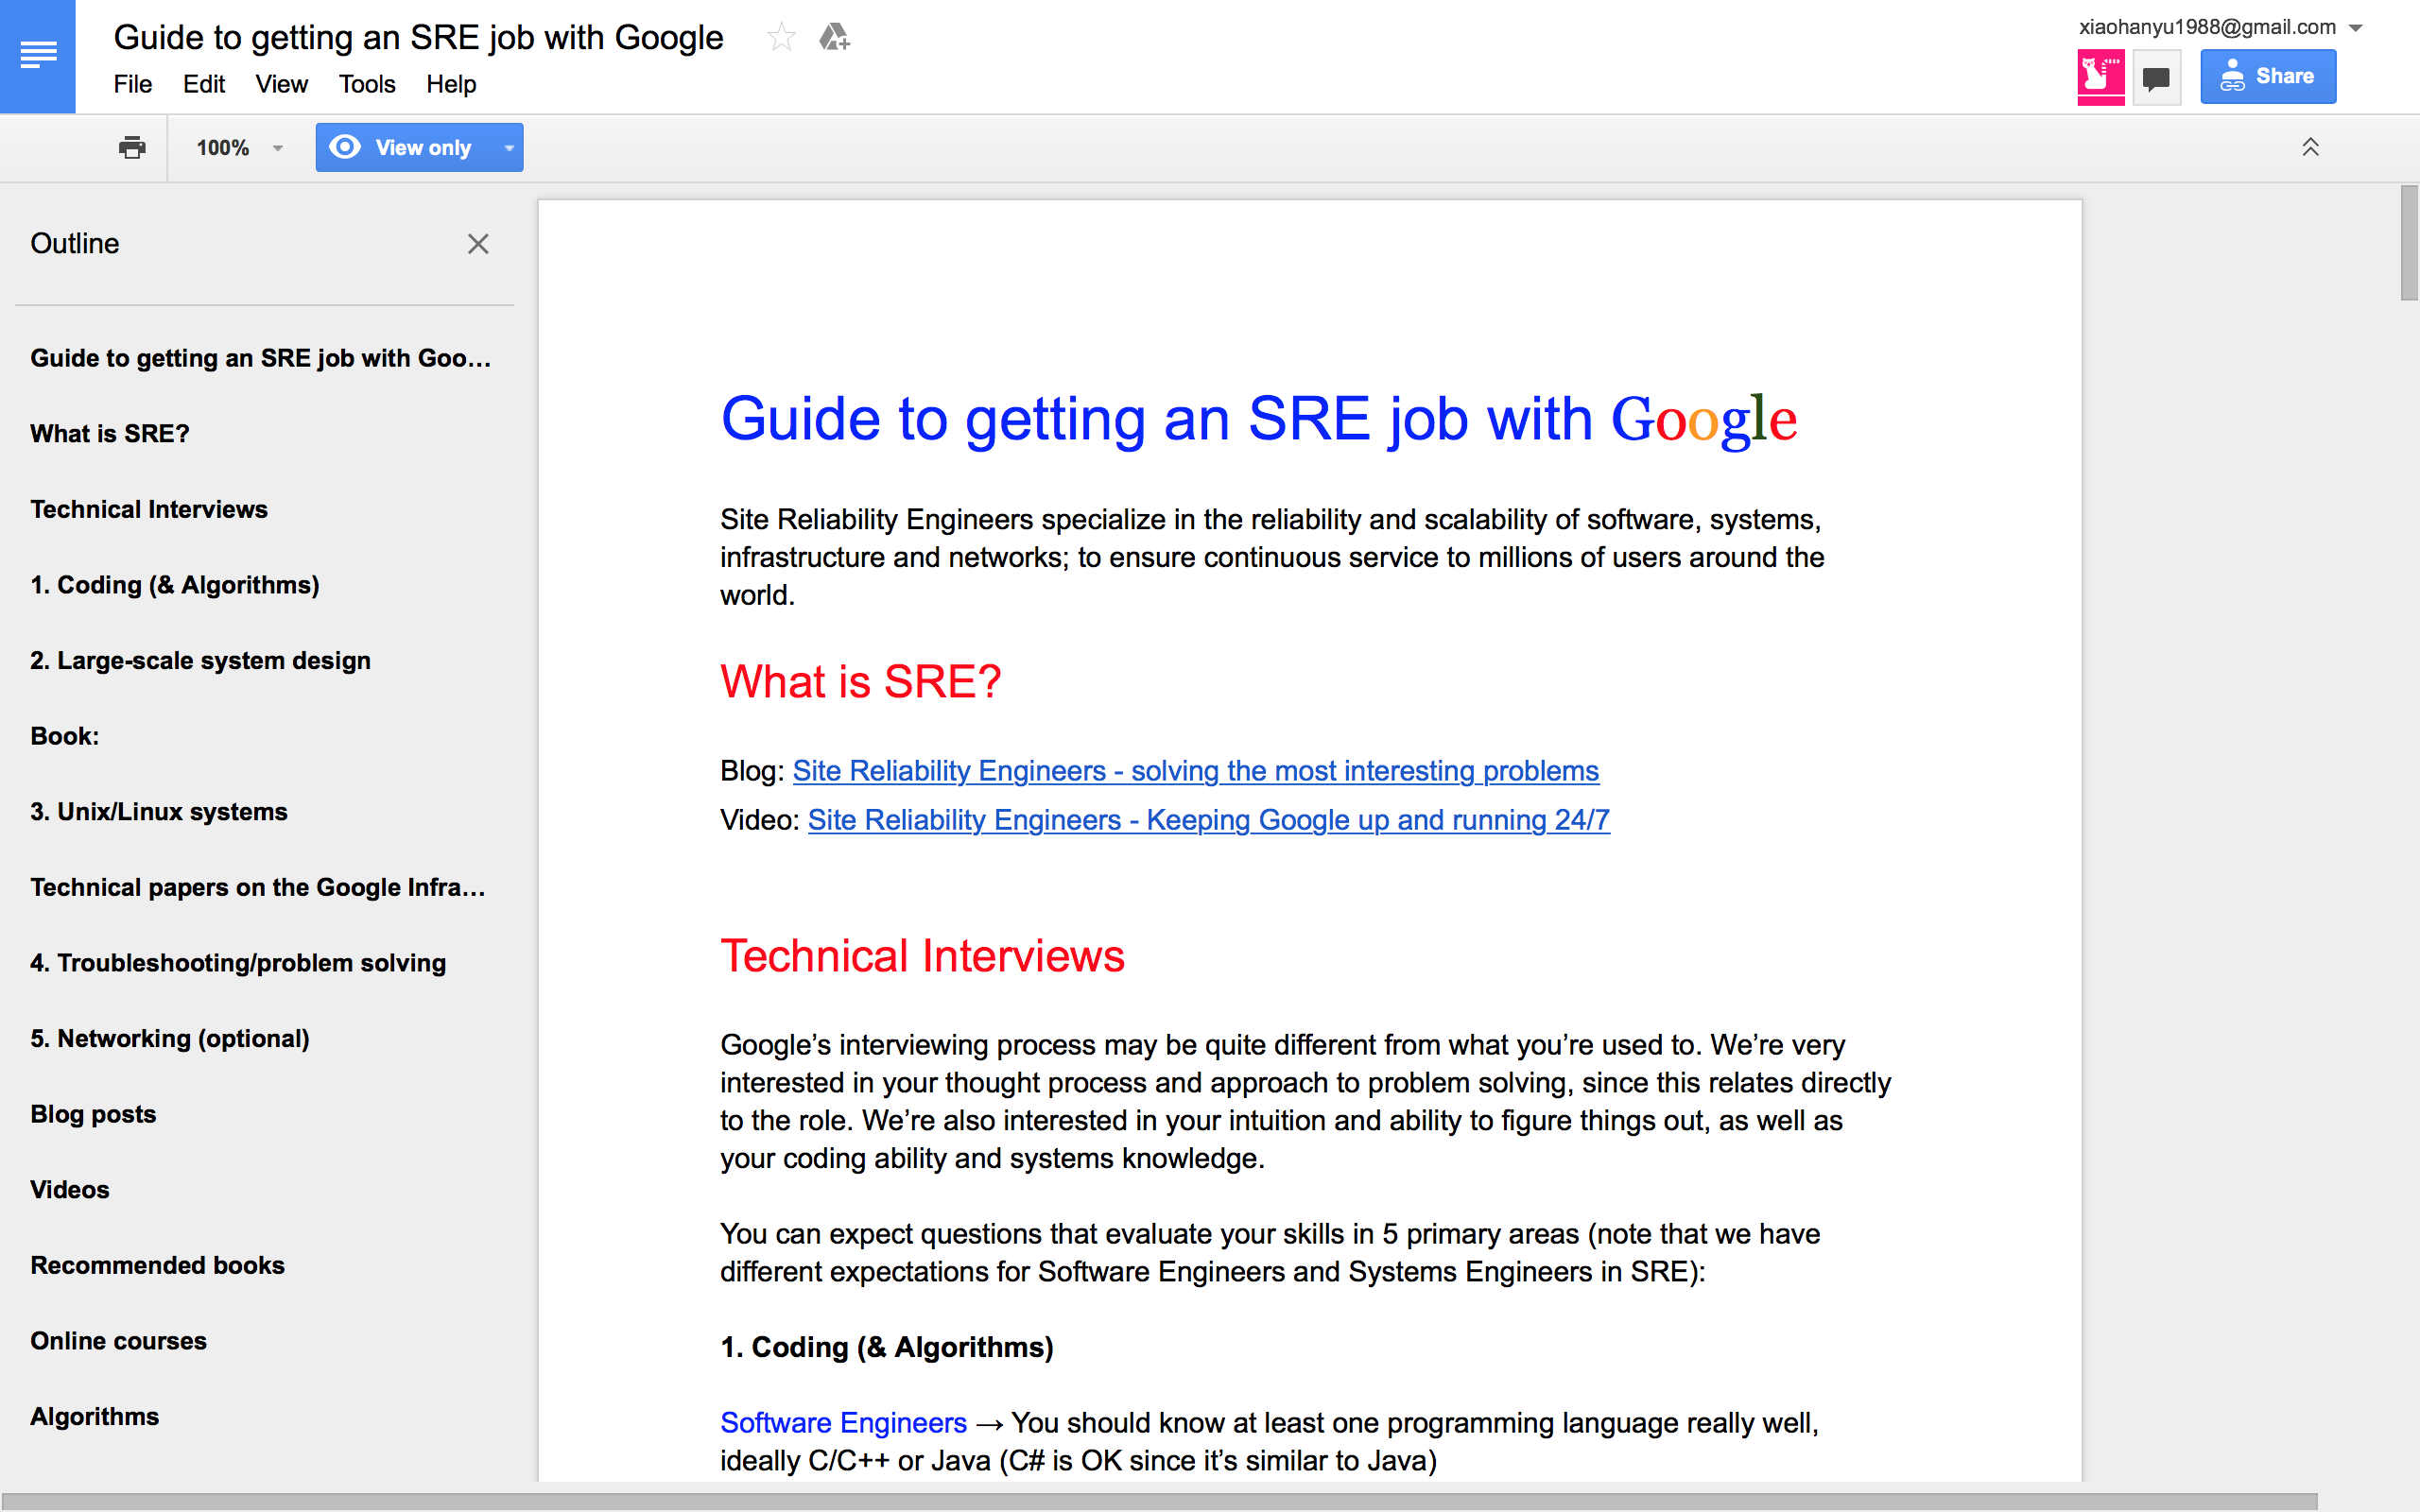 Guide to getting an SRE job with Google
xiaohanyu1988@gmail.com
File Edit View Tools Help
Share
100% View only
Outline
Guide to getting an SRE job with Goo...
What is SRE?
Technical Interviews
1. Coding (& Algorithms)
2. Large-scale system design
Book:
3. Unix/Linux systems
Technical papers on the Google Infra...
4. Troubleshooting/problem solving
5. Networking (optional)
Blog posts
Videos
Recommended books
Online courses
Algorithms
Guide to getting an SRE job with Google
Site Reliability Engineers specialize in the reliability and scalability of software, systems,
infrastructure and networks; to ensure continuous service to millions of users around the
world.
What is SRE?
Blog: Site Reliability Engineers - solving the most interesting problems
Video: Site Reliability Engineers - Keeping Google up and running 24/7
Technical Interviews
Google’s interviewing process may be quite different from what you’re used to. We’re very
interested in your thought process and approach to problem solving, since this relates directly
to the role. We’re also interested in your intuition and ability to figure things out, as well as
your coding ability and systems knowledge.
You can expect questions that evaluate your skills in 5 primary areas (note that we have
different expectations for Software Engineers and Systems Engineers in SRE):
1. Coding (& Algorithms)
Software Engineers → You should know at least one programming language really well,
ideally C/C++ or Java (C# is OK since it’s similar to Java)